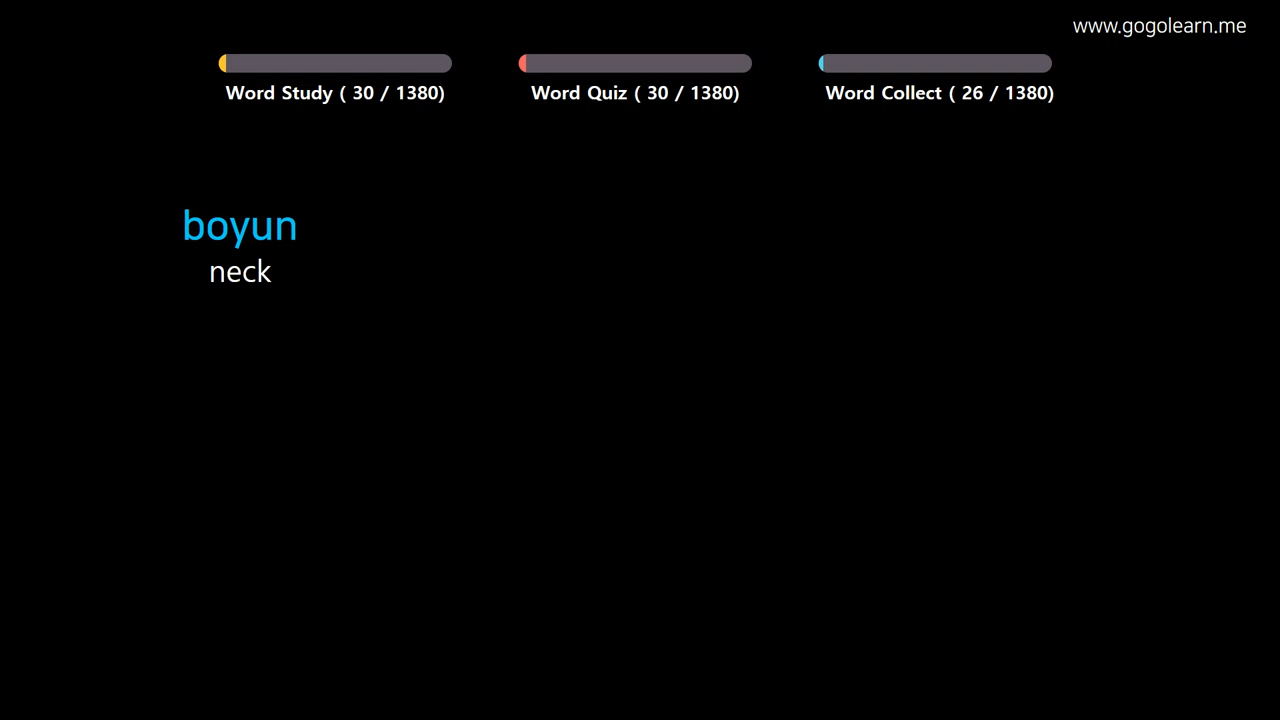 www.gogolearn.me
Word Study ( 30 / 1380)
Word Quiz ( 30 / 1380)
Word Collect ( 26 / 1380)
boyun
neck